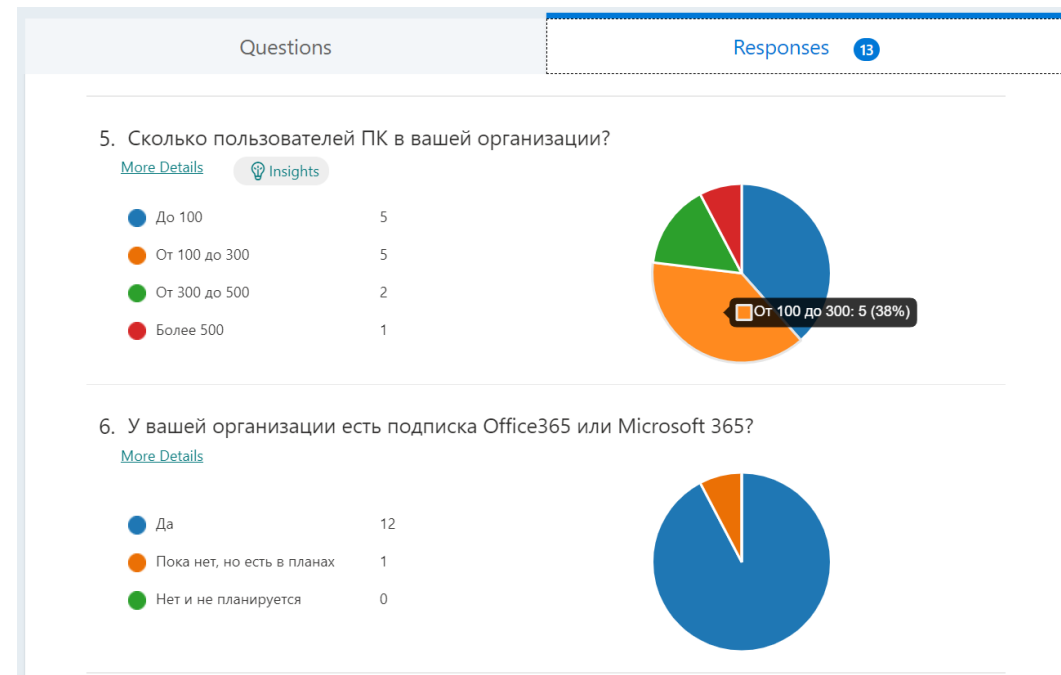 Questions
Responses 13
5. Сколько пользователей ПК в вашей организации?
More Details Insights
До 100 5
От 100 до 300 5
От 300 до 500 2
Более 500 1
От 100 до 300: 5 (38%)
6. У вашей организации есть подписка Office365 или Microsoft 365?
More Details
Да 12
Пока нет, но есть в планах 1
Нет и не планируется 0